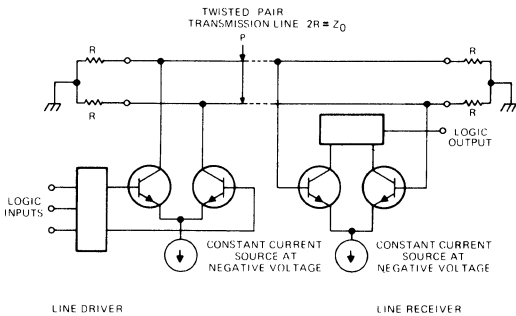 TWISTED PAIR
TRANSMISSION LINE 2R = Z0
P
R
R
R
R
LOGIC
OUTPUT
LOGIC
INPUTS
CONSTANT CURRENT
SOURCE AT
NEGATIVE VOLTAGE
CONSTANT CURRENT
SOURCE AT
NEGATIVE VOLTAGE
LINE DRIVER
LINE RECEIVER